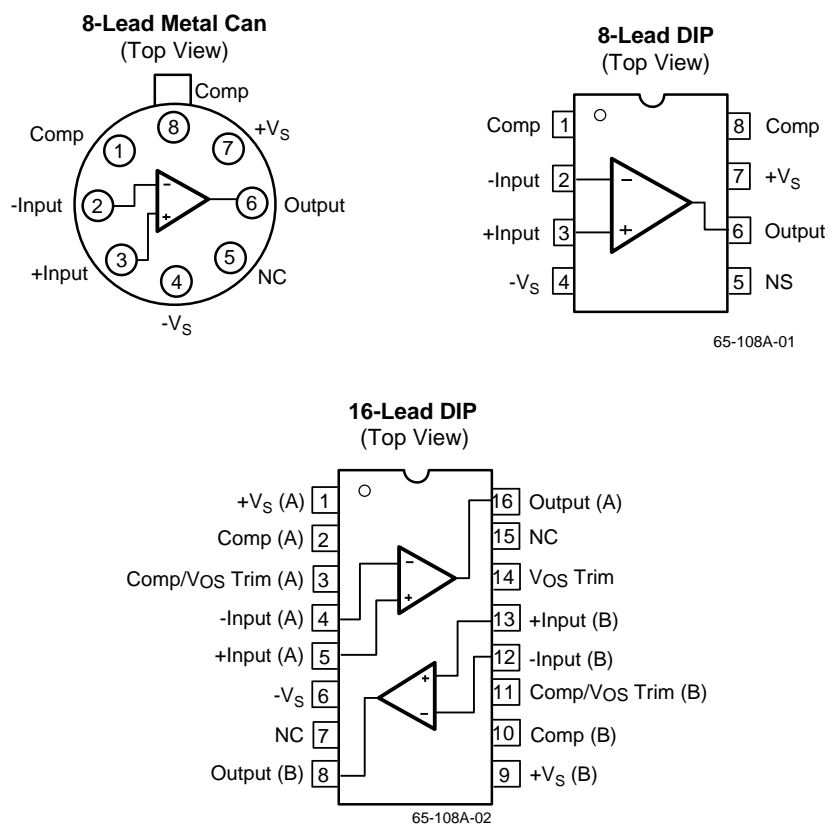 8-Lead Metal Can
(Top View)
Comp
Comp
8
+VS
1
7
-Input
2
-
+
6
Output
+Input
3
5
NC
4
-VS
8-Lead DIP
(Top View)
Comp 1
8 Comp
-Input 2
-
7 +VS
+Input 3
+
6 Output
-VS 4
5 NS
65-108A-01
16-Lead DIP
(Top View)
+VS (A) 1
16 Output (A)
Comp (A) 2
15 NC
Comp/VOS Trim (A) 3
-
14 VOS Trim
-Input (A) 4
+
13 +Input (B)
+Input (A) 5
12 -Input (B)
-VS 6
+
11 Comp/VOS Trim (B)
NC 7
-
10 Comp (B)
Output (B) 8
9 +VS (B)
65-108A-02